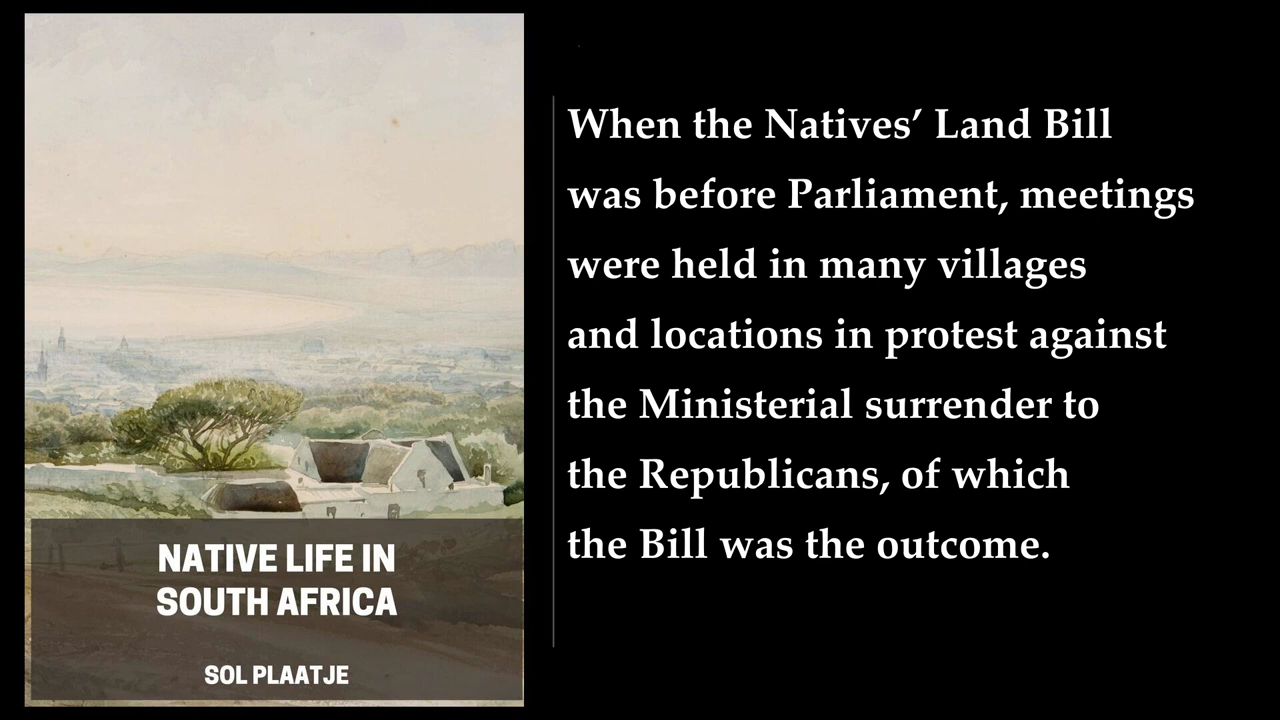 NATIVE LIFE IN
SOUTH AFRICA
SOL PLAATJE
When the Natives’ Land Bill
was before Parliament, meetings
were held in many villages
and locations in protest against
the Ministerial surrender to
the Republicans, of which
the Bill was the outcome.